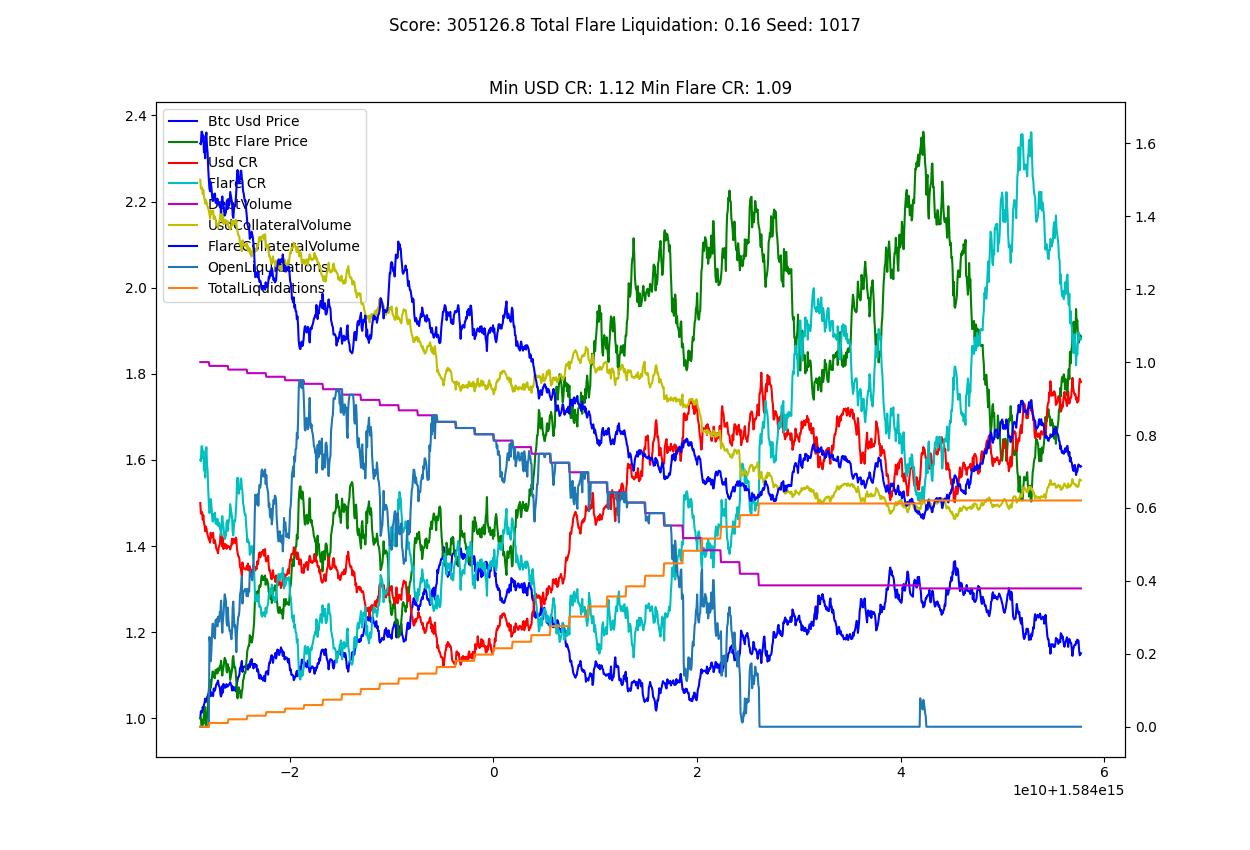 Score: 305126.8 Total Flare Liquidation: 0.16 Seed: 1017
Min USD CR: 1.12 Min Flare CR: 1.09
Btc Usd Price
Btc Flare Price
Usd CR
Flare CR
DebtVolume
UsdCollateralVolume
FlareCollateralVolume
OpenLiquidations
TotalLiquidations
2.4
2.2
2.0
1.8
1.6
1.4
1.2
1.0
1.6
1.4
1.2
1.0
0.8
0.6
0.4
0.2
0.0
−2
0
2
4
6
1e10+1.584e15